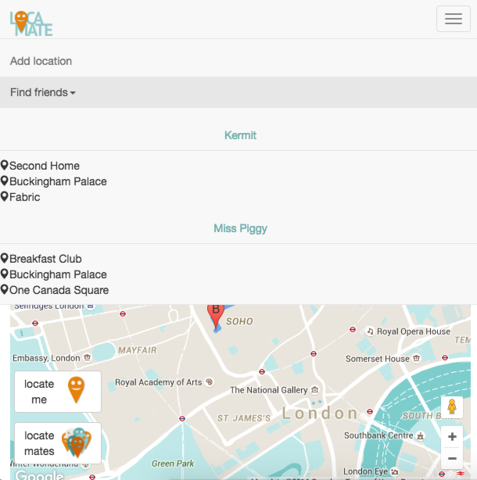 LOCA
MATE
Add location
Find friends
Kermit
Second Home
Buckingham Palace
Fabric
Miss Piggy
Breakfast Club
Buckingham Palace
One Canada Square
Selfridges London
B
SOHO
Royal Opera House
MAYFAIR
TEM
Embassy, London
Somerset House
locate
me
Royal Academy of Arts
The National Gallery
ST. JAMES'S
London
SOUTH B
locate
mates
Southbank Centre
Winter Wonderland
Green Park
London Eye
Google